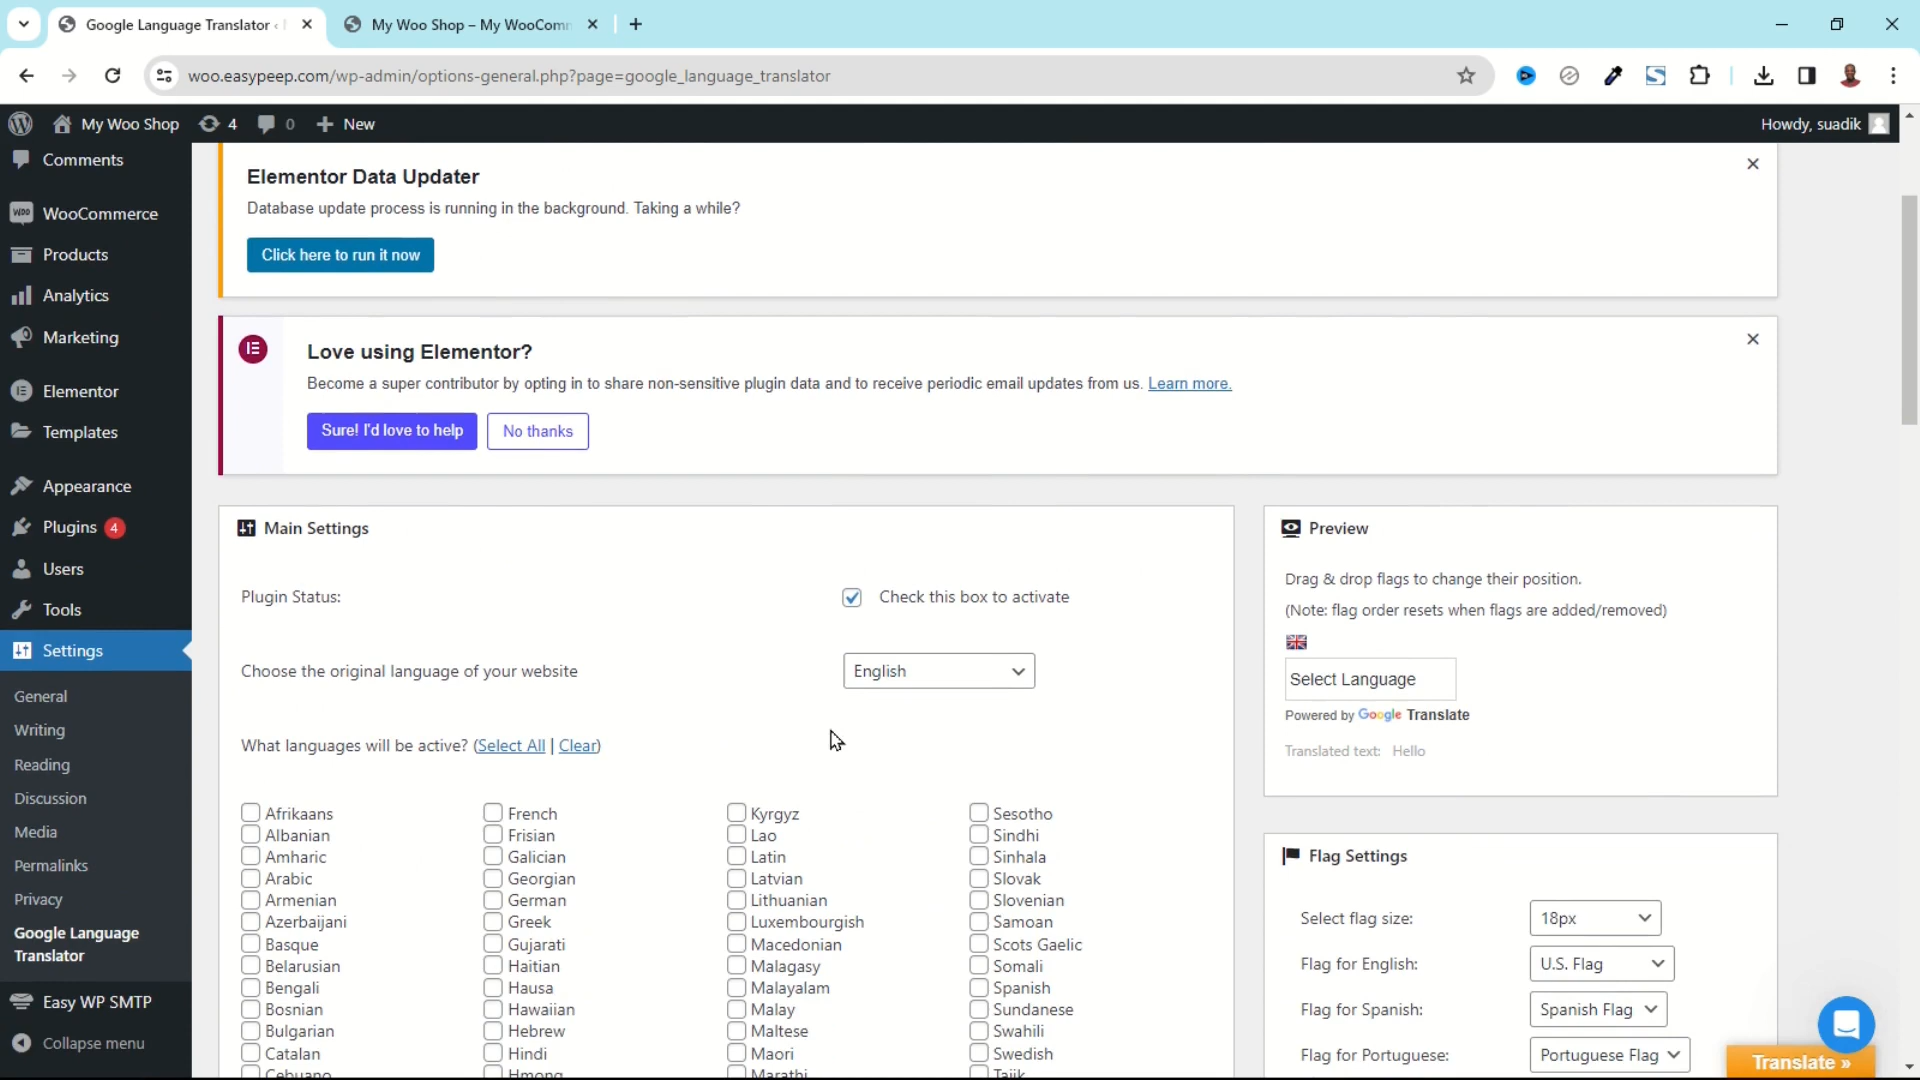 Google Language Translator ‹
My Woo Shop – My WooComm
woo.easypeep.com/wp-admin/options-general.php?page=google_language_translator
My Woo Shop
4
0
New
Howdy, suadik
Comments
WooCommerce
Products
Analytics
Marketing
Elementor
Templates
Appearance
Plugins 4
Users
Tools
Settings
General
Writing
Reading
Discussion
Media
Permalinks
Privacy
Google Language
Translator
Easy WP SMTP
Collapse menu
Elementor Data Updater
Database update process is running in the background. Taking a while?
Click here to run it now
Love using Elementor?
Become a super contributor by opting in to share non-sensitive plugin data and to receive periodic email updates from us. Learn more.
Sure! I'd love to help
No thanks
Main Settings
Plugin Status:
Check this box to activate
Choose the original language of your website
English
What languages will be active? (Select All | Clear)
Afrikaans
Albanian
Amharic
Arabic
Armenian
Azerbaijani
Basque
Belarusian
Bengali
Bosnian
Bulgarian
Catalan
Cebuano
French
Frisian
Galician
Georgian
German
Greek
Gujarati
Haitian
Hausa
Hawaiian
Hebrew
Hindi
Hmong
Kyrgyz
Lao
Latin
Latvian
Lithuanian
Luxembourgish
Macedonian
Malagasy
Malayalam
Malay
Maltese
Maori
Marathi
Sesotho
Sindhi
Sinhala
Slovak
Slovenian
Samoan
Scots Gaelic
Somali
Spanish
Sundanese
Swahili
Swedish
Tajik
Preview
Drag & drop flags to change their position.
(Note: flag order resets when flags are added/removed)
Select Language
Powered by Google Translate
Translated text: Hello
Flag Settings
Select flag size:
18px
Flag for English:
U.S. Flag
Flag for Spanish:
Spanish Flag
Flag for Portuguese:
Portuguese Flag
Translate »